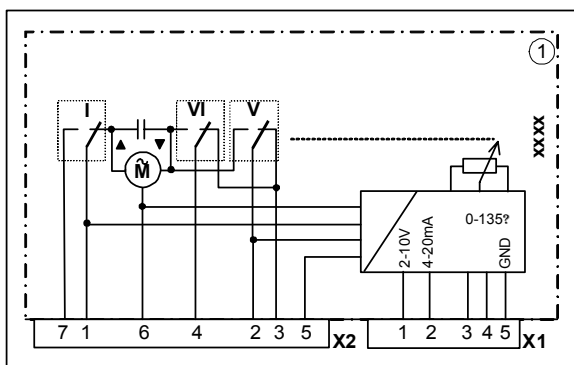 1
I
VI
V
M
~
XXXX
0-135?
2-10V
4-20mA
GND
7 1 6 4 2 3 5 X2
1 2 3 4 5 X1